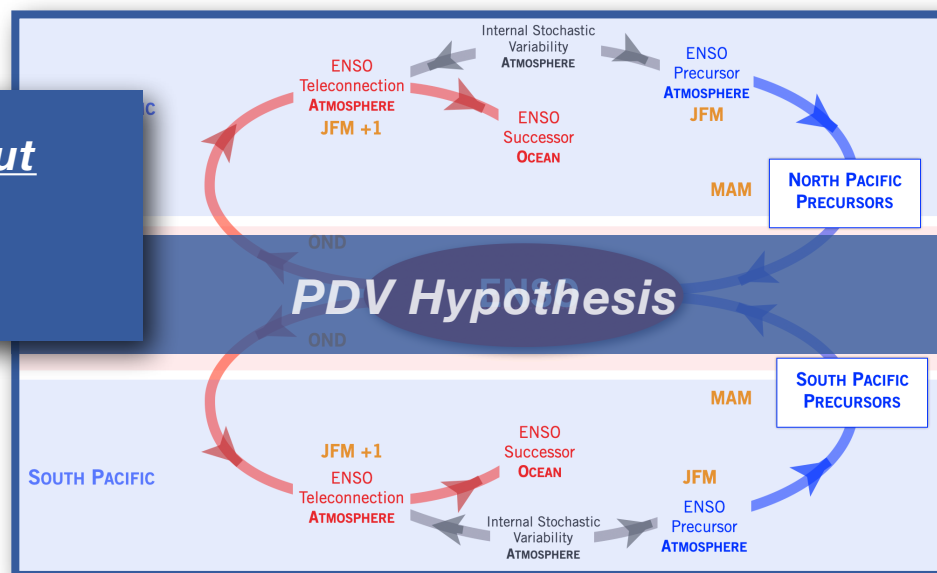 Internal Stochastic
Variability
ATMOSPHERE
ENSO
Teleconnection
ATMOSPHERE
JFM +1
ENSO
Precursor
ATMOSPHERE
JFM
ENSO
Successor
OCEAN
MAM
NORTH PACIFIC
PRECURSORS
OND
ENSO
PDV Hypothesis
OND
SOUTH PACIFIC
PRECURSORS
MAM
SOUTH PACIFIC
JFM +1
ENSO
Teleconnection
ATMOSPHERE
ENSO
Successor
OCEAN
JFM
ENSO
Precursor
ATMOSPHERE
Internal Stochastic
Variability
ATMOSPHERE